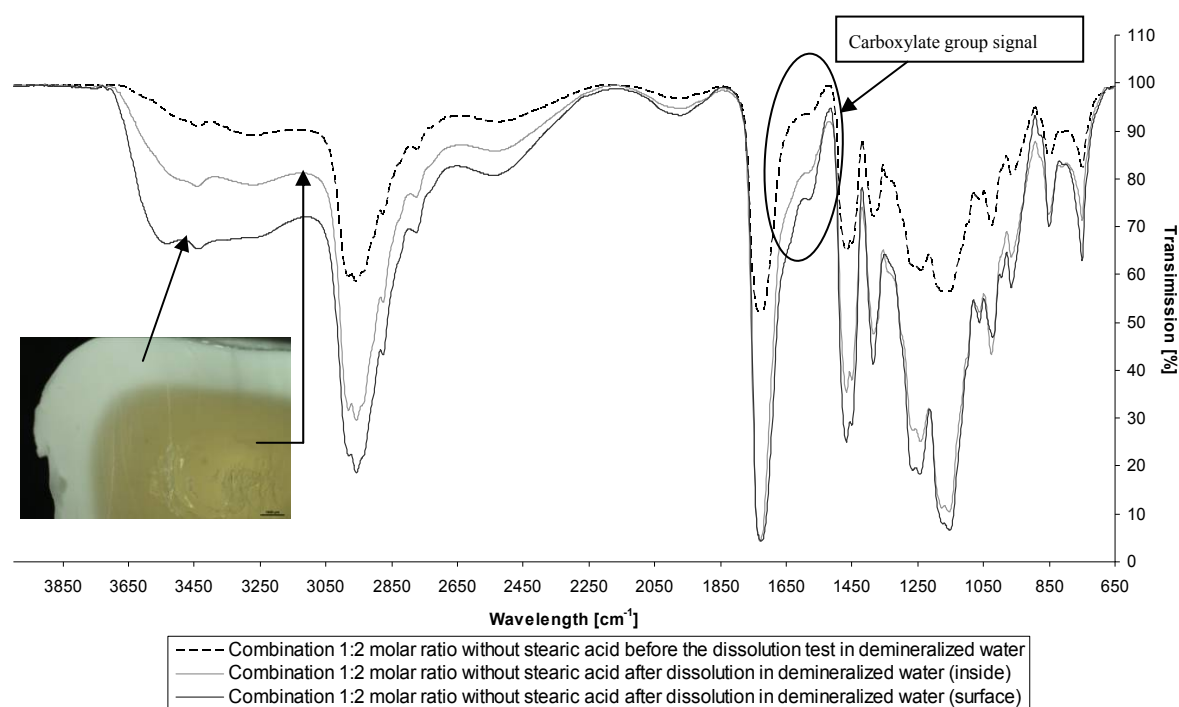 Carboxylate group signal
110
100
90
80
70
60
50
40
30
20
10
0
Transimission [%]
3850 3650 3450 3250 3050 2850 2650 2450 2250 2050 1850 1650 1450 1250 1050 850 650
Wavelength [cm-1]
Combination 1:2 molar ratio without stearic acid before the dissolution test in demineralized water
Combination 1:2 molar ratio without stearic acid after dissolution in demineralized water (inside)
Combination 1:2 molar ratio without stearic acid after dissolution in demineralized water (surface)